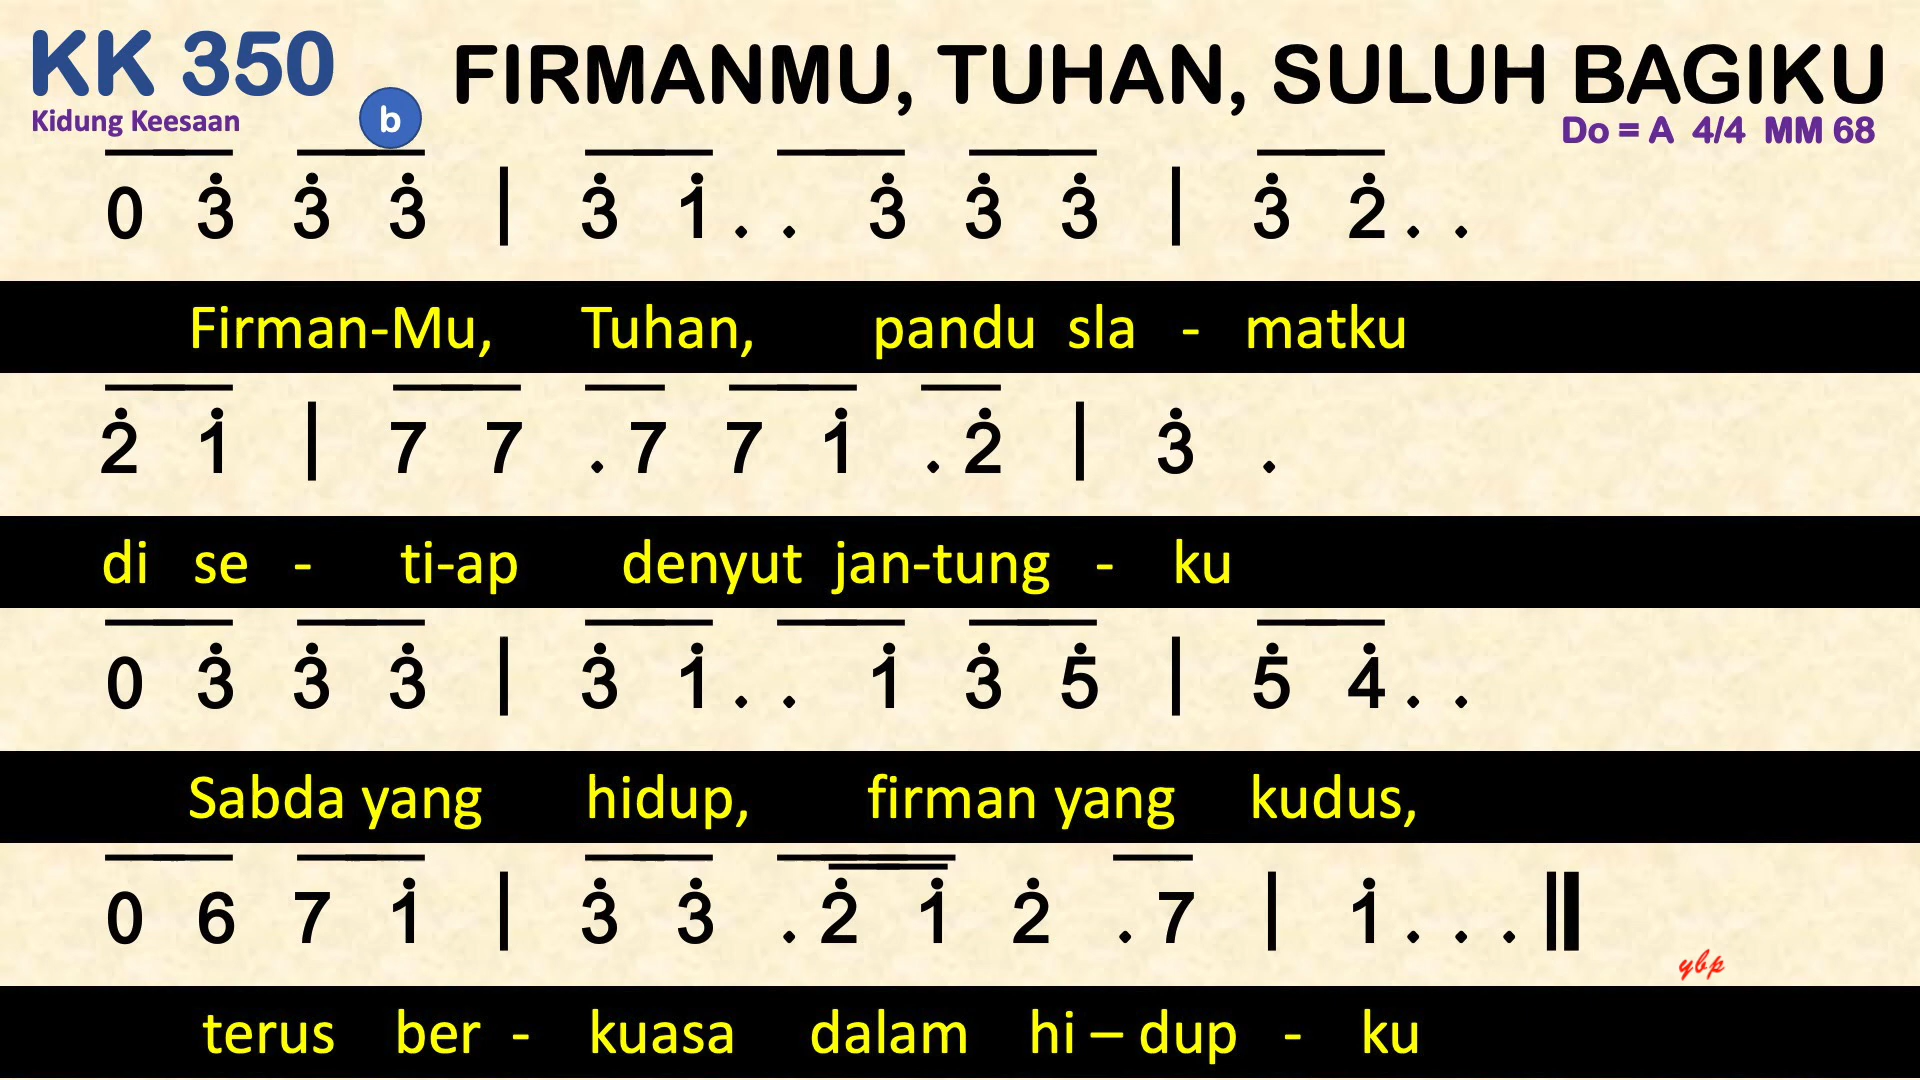 KK 350
FIRMANMU, TUHAN, SULUH BAGIKU
Kidung Keesaan
b
Do = A 4/4 MM 68
0 3̇ 3̇ 3̇ | 3̇ 1̇ . . 3̇ 3̇ 3̇ | 3̇ 2̇ . .
Firman-Mu, Tuhan, pandu sla - matku
2̇ 1̇ | 7 7 . 7 7 1̇ . 2̇ | 3̇ .
di se - ti-ap denyut jan-tung - ku
0 3̇ 3̇ 3̇ | 3̇ 1̇ . . 1̇ 3̇ 5̇ | 5̇ 4̇ . .
Sabda yang hidup, firman yang kudus,
0 6 7 1̇ | 3̇ 3̇ . 2̇ 1̇ 2̇ . 7 | 1̇ . . . ||
ybp
terus ber - kuasa dalam hi – dup - ku